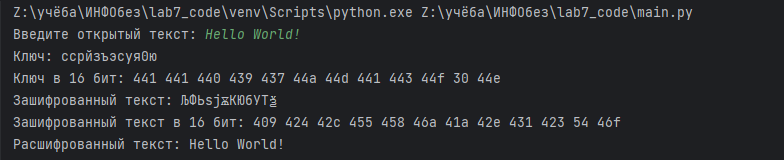 Z:\учёба\ИНФОбез\lab7_code\venv\Scripts\python.exe Z:\учёба\ИНФОбез\lab7_code\main.py
Введите открытый текст: Hello World!
Ключ: ссрйзъэсуя0ю
Ключ в 16 бит: 441 441 440 439 437 44a 44d 441 443 44f 30 44e
Зашифрованный текст: ЉФЬѕјѪКЮбУTѯ
Зашифрованный текст в 16 бит: 409 424 42c 455 458 46a 41a 42e 431 423 54 46f
Расшифрованный текст: Hello World!